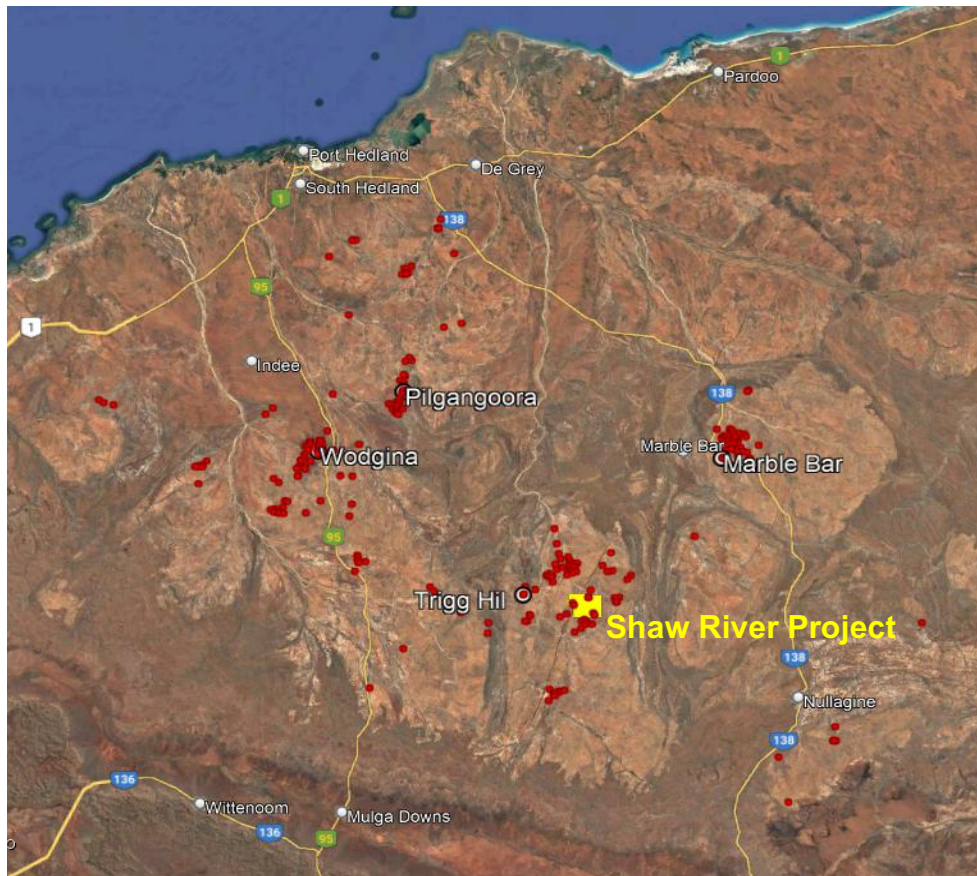 1
Pardoo
Port Hedland
De Grey
South Hedland
1
138
95
1
Indee
Pilgangoora
138
Marble Bar
Wodgina
Marble Bar
95
Trigg Hil
Shaw River Project
138
Nullagine
138
136
Wittenoom
Mulga Downs
136
95